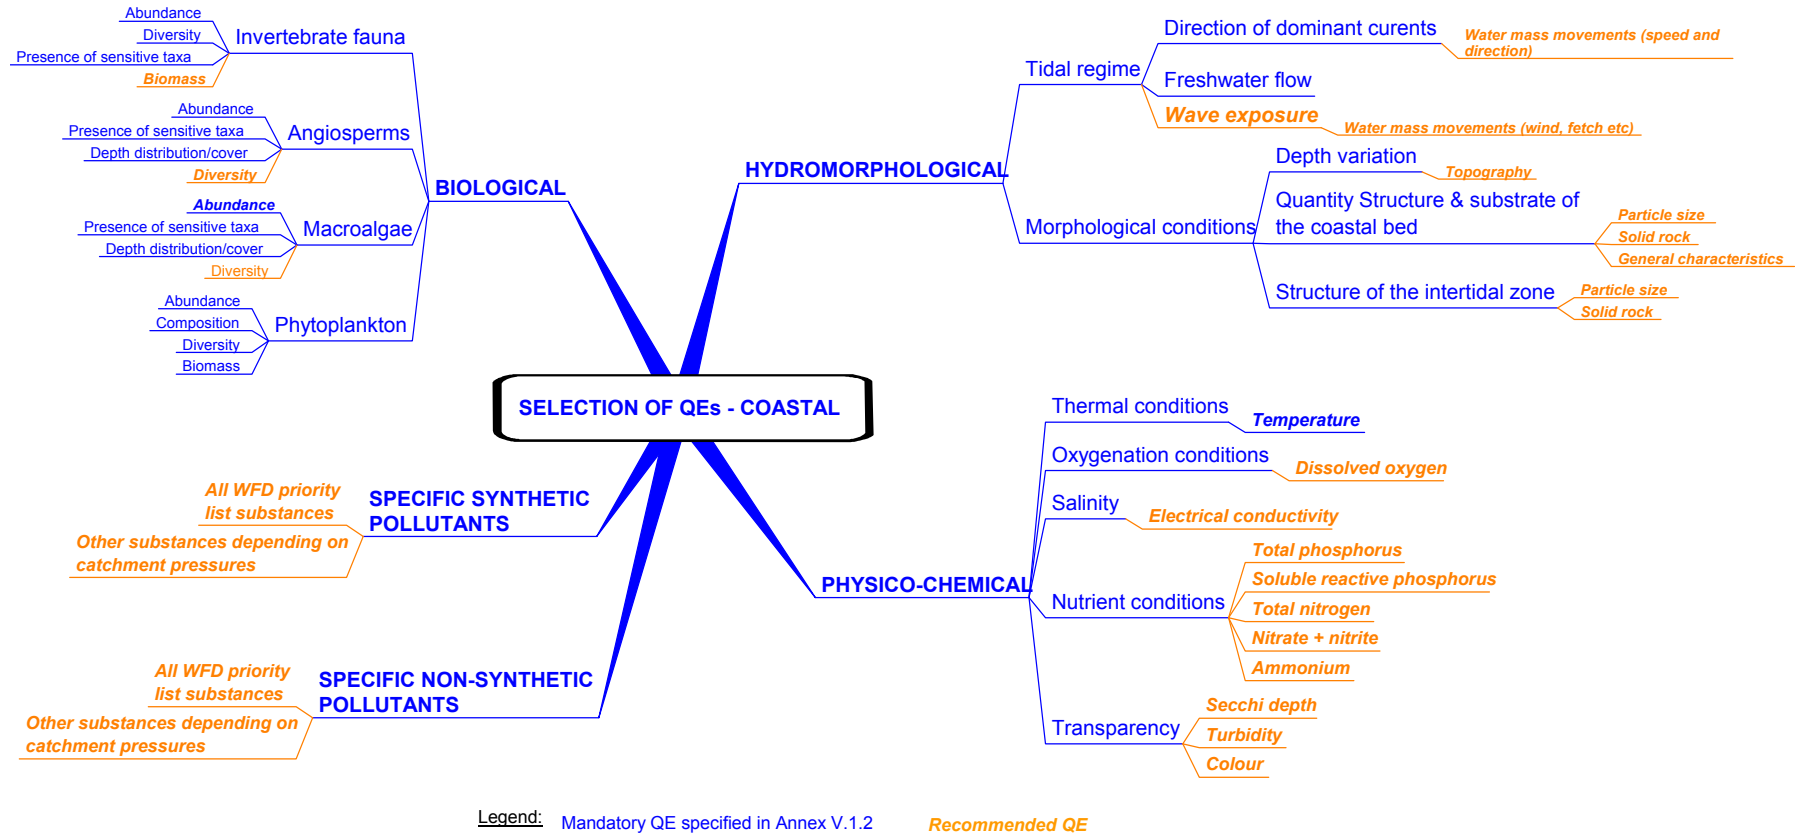 Abundance
Diversity
Presence of sensitive taxa
Biomass
Invertebrate fauna
Abundance
Presence of sensitive taxa
Depth distribution/cover
Diversity
Angiosperms
Abundance
Presence of sensitive taxa
Depth distribution/cover
Diversity
Macroalgae
Abundance
Composition
Diversity
Biomass
Phytoplankton
BIOLOGICAL
HYDROMORPHOLOGICAL
Tidal regime
Direction of dominant curents
Water mass movements (speed and
direction)
Freshwater flow
Wave exposure
Water mass movements (wind, fetch etc)
Morphological conditions
Depth variation
Topography
Quantity Structure & substrate of
the coastal bed
Particle size
Solid rock
General characteristics
Structure of the intertidal zone
Particle size
Solid rock
SELECTION OF QEs - COASTAL
All WFD priority
list substances
Other substances depending on
catchment pressures
SPECIFIC SYNTHETIC
POLLUTANTS
All WFD priority
list substances
Other substances depending on
catchment pressures
SPECIFIC NON-SYNTHETIC
POLLUTANTS
PHYSICO-CHEMICAL
Thermal conditions
Temperature
Oxygenation conditions
Dissolved oxygen
Salinity
Electrical conductivity
Nutrient conditions
Total phosphorus
Soluble reactive phosphorus
Total nitrogen
Nitrate + nitrite
Ammonium
Transparency
Secchi depth
Turbidity
Colour
Legend: Mandatory QE specified in Annex V.1.2 Recommended QE